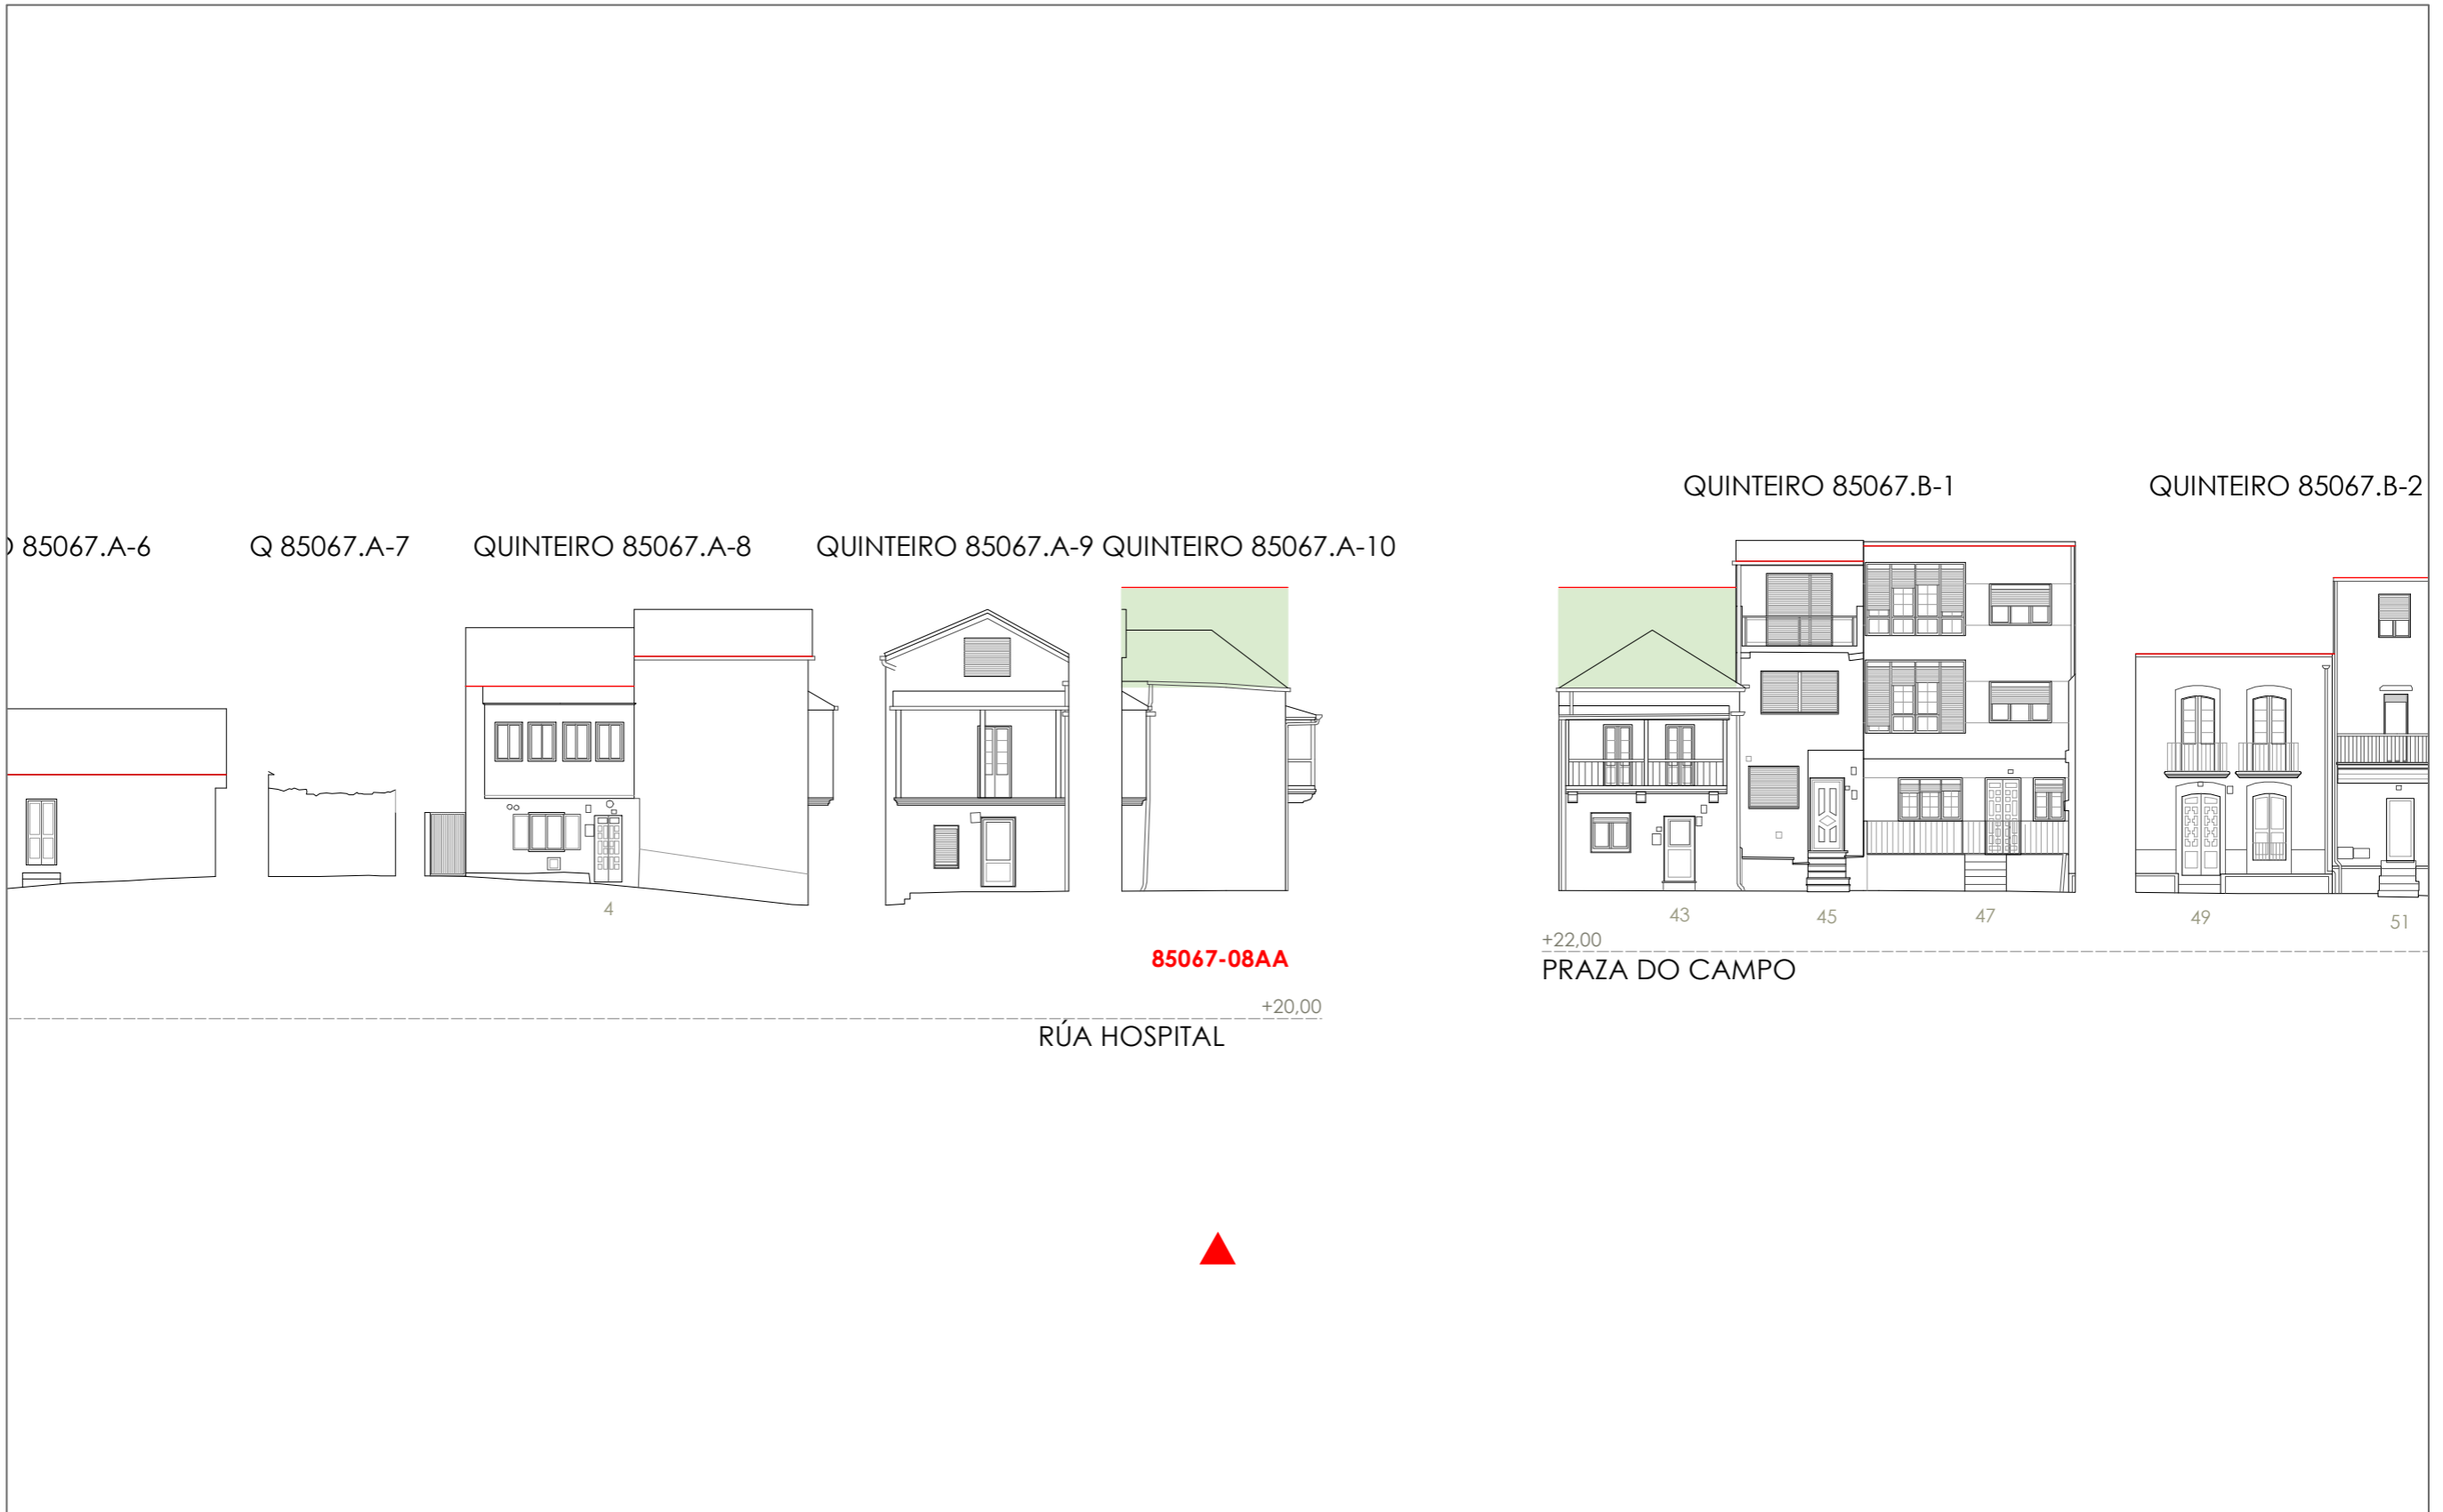 QUINTEIRO 85067.B-1
QUINTEIRO 85067.B-2
85067.A-6
Q 85067.A-7
QUINTEIRO 85067.A-8
QUINTEIRO 85067.A-9
QUINTEIRO 85067.A-10
4
43
45
47
49
51
+22,00
PRAZA DO CAMPO
85067-08AA
+20,00
RÚA HOSPITAL